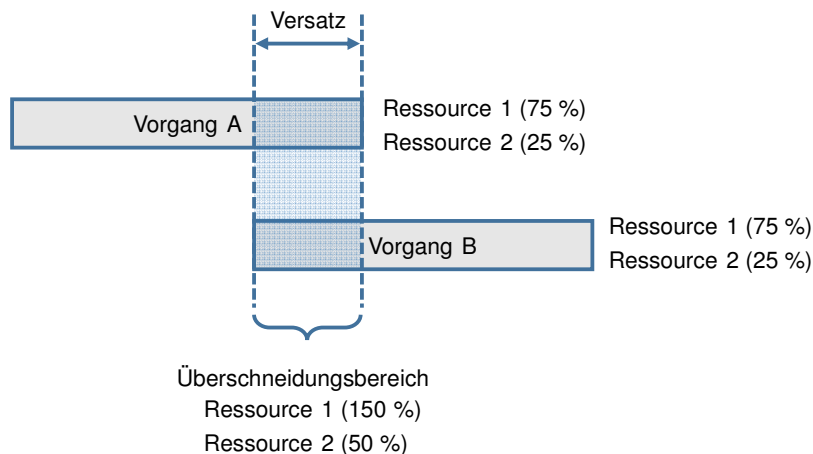 Versatz
Vorgang A
Ressource 1 (75 %)
Ressource 2 (25 %)
Vorgang B
Ressource 1 (75 %)
Ressource 2 (25 %)
Überschneidungsbereich
Ressource 1 (150 %)
Ressource 2 (50 %)